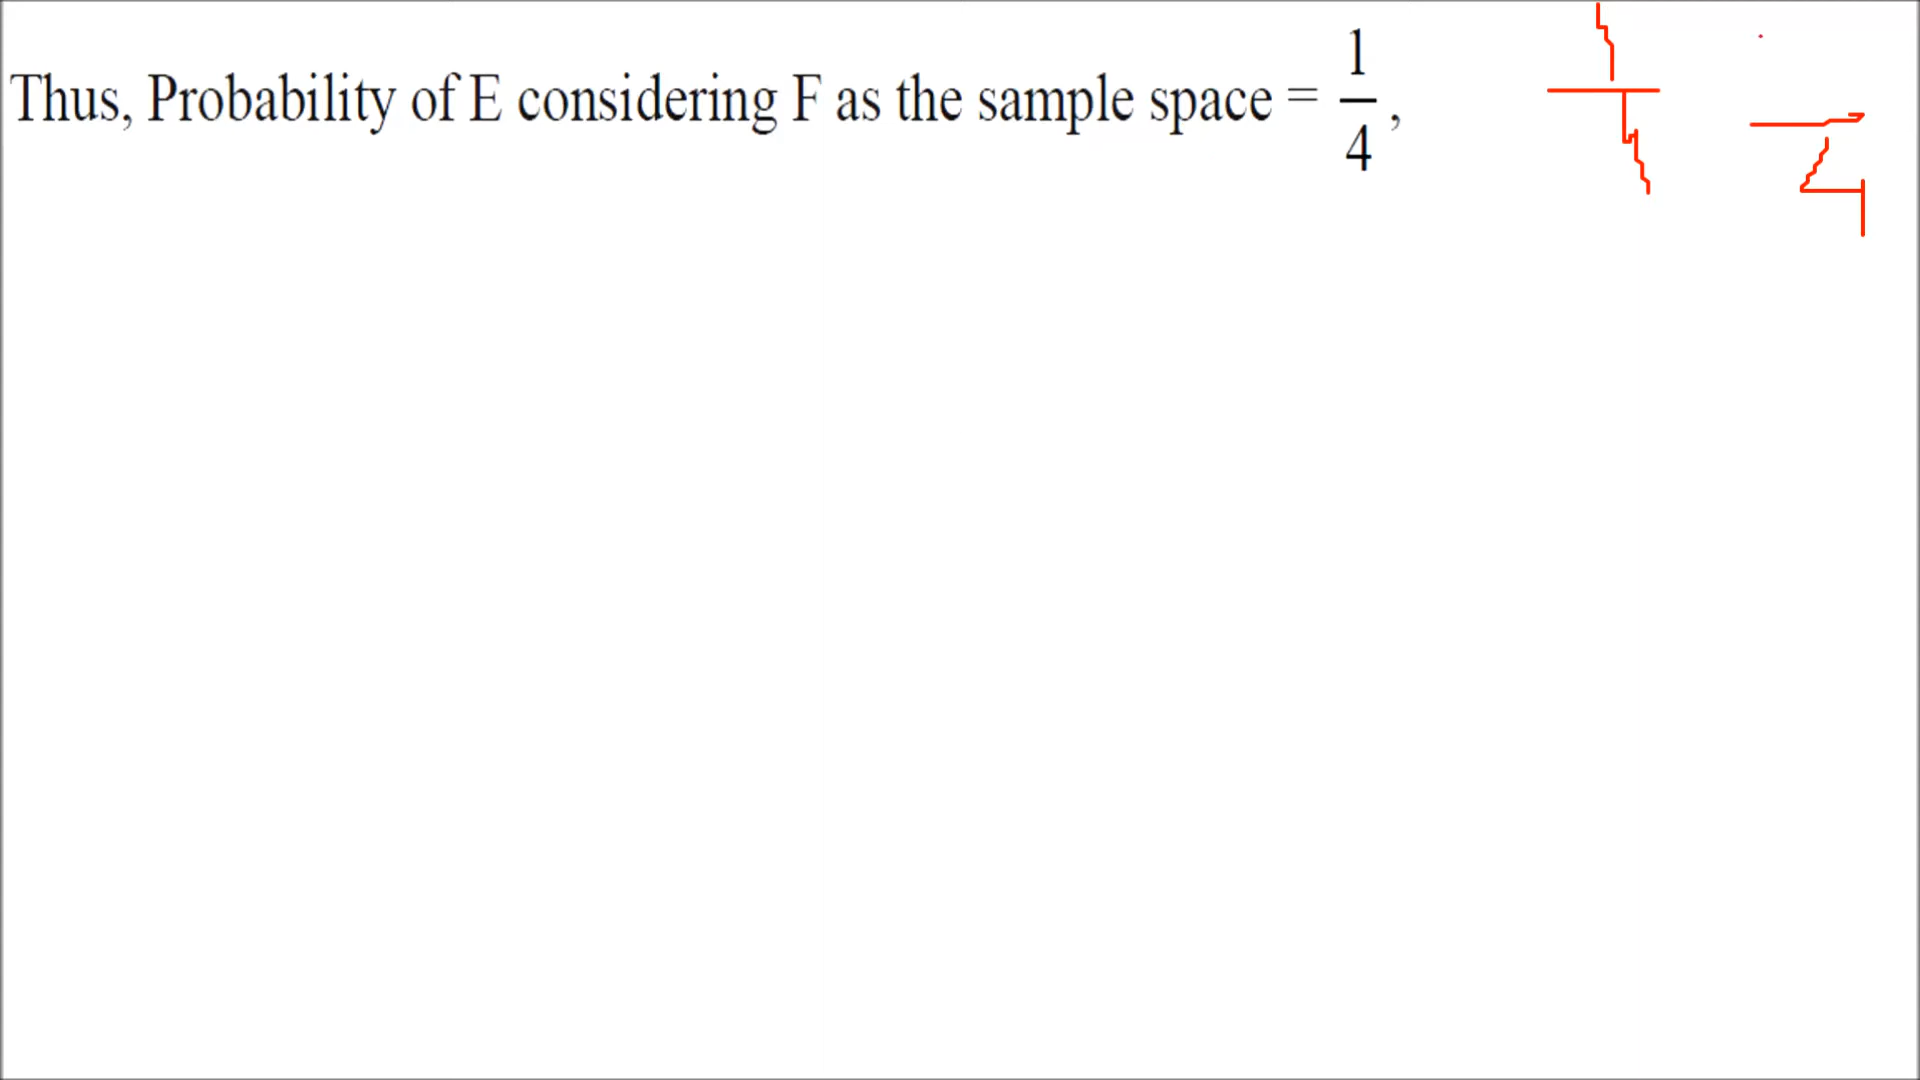 Thus, Probability of E considering F as the sample space = 1/4 ,